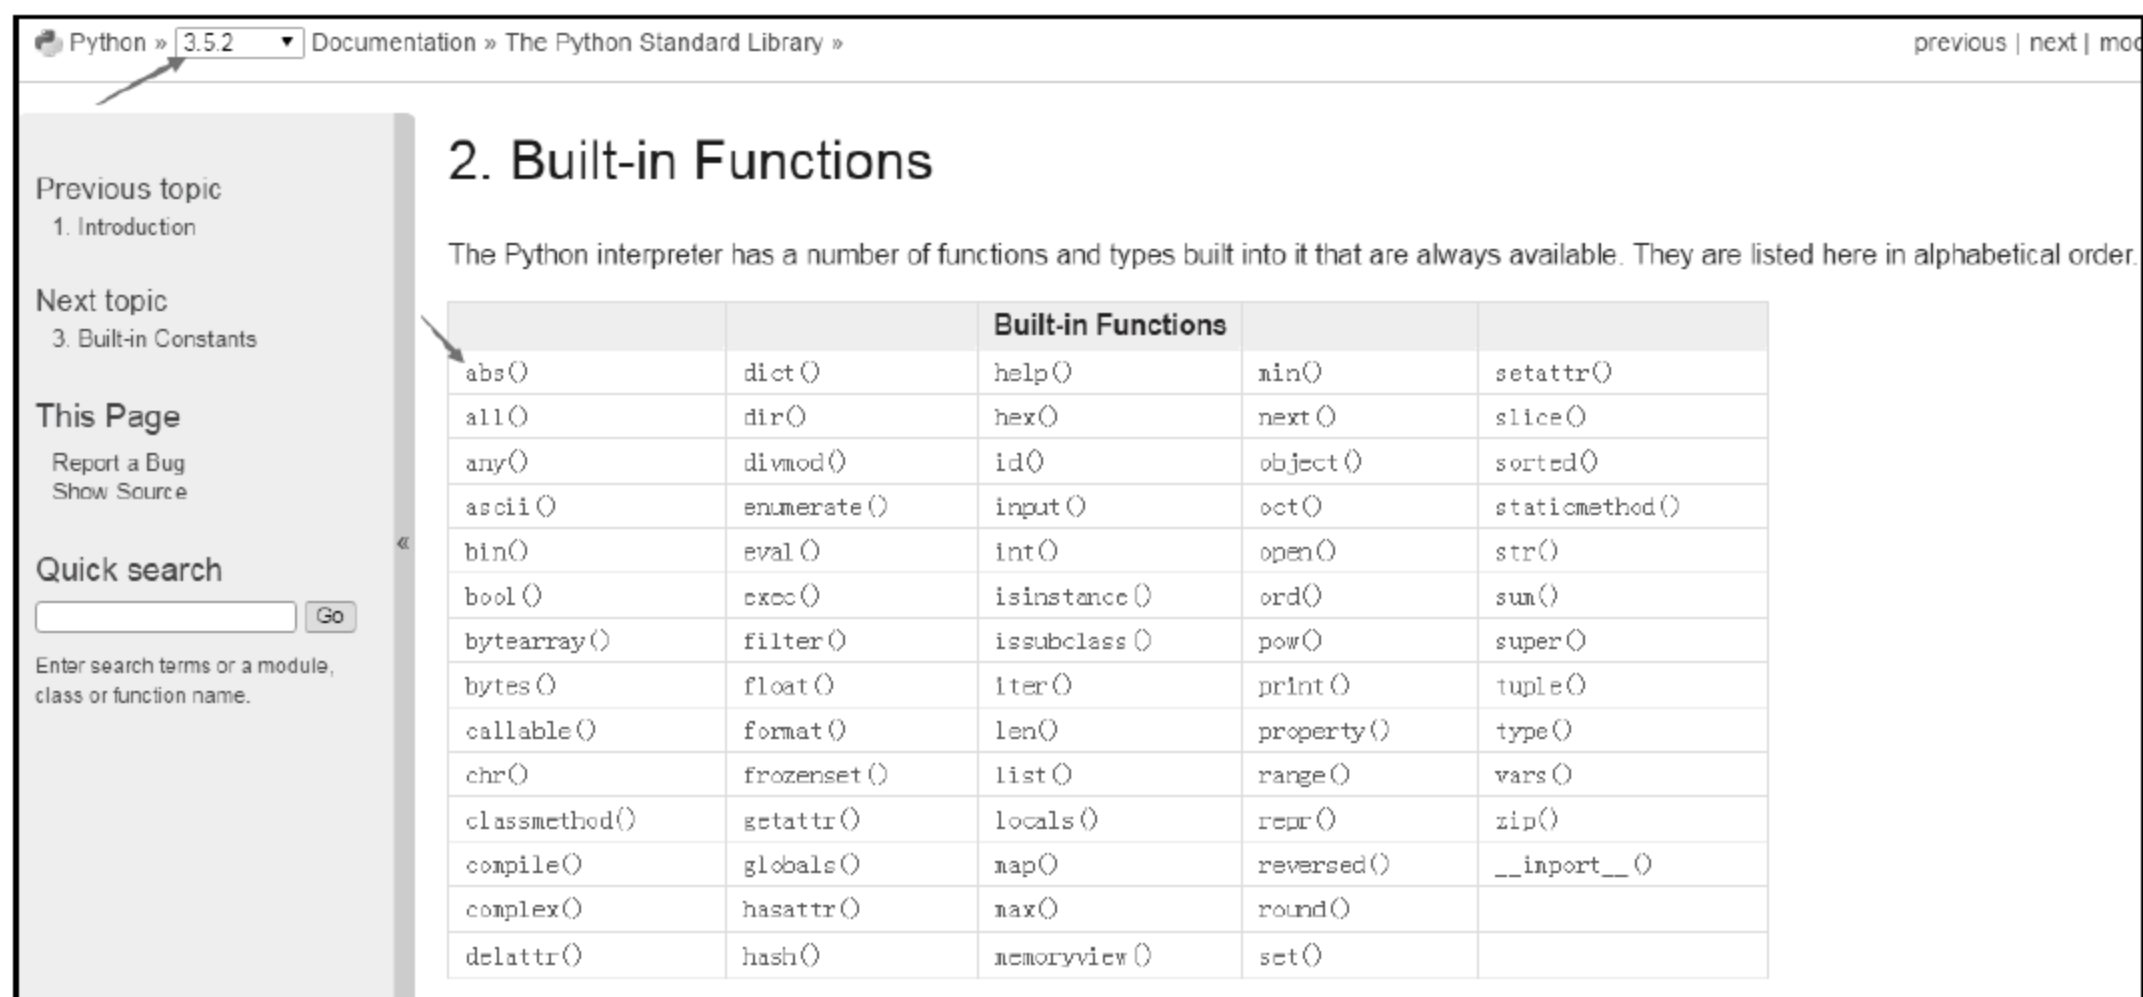 Python » 3.5.2 Documentation » The Python Standard Library » previous | next |
2. Built-in Functions
Previous topic
1. Introduction
Next topic
3. Built-in Constants
This Page
Report a Bug
Show Source
Quick search
Go
Enter search terms or a module,
class or function name.
«
The Python interpreter has a number of functions and types built into it that are always available. They are listed here in alphabetical order.
Built-in Functions
abs() dict() help() min() setattr()
all() dir() hex() next() slice()
any() divmod() id() object() sorted()
ascii() enumerate() input() oct() staticmethod()
bin() eval() int() open() str()
bool() exec() isinstance() ord() sum()
bytearray() filter() issubclass() pow() super()
bytes() float() iter() print() tuple()
callable() format() len() property() type()
chr() frozenset() list() range() vars()
classmethod() getattr() locals() repr() zip()
compile() globals() map() reversed() __import__()
complex() hasattr() max() round()
delattr() hash() memoryview() set()